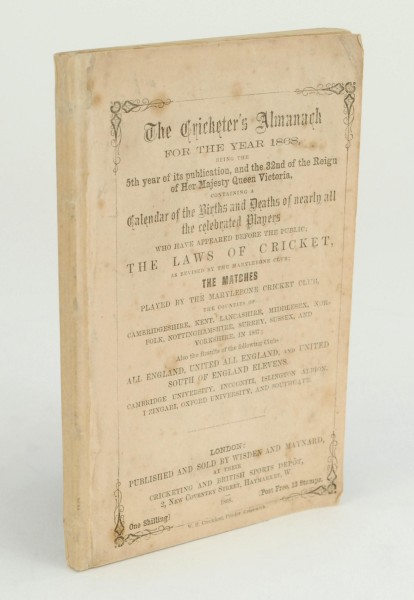 The Cricketer's Almanack
FOR THE YEAR 1868,
BEING THE
5th year of its publication, and the 32nd of the Reign
of Her Majesty Queen Victoria,
CONTAINING A
Calendar of the Births and Deaths of nearly all
the celebrated Players
WHO HAVE APPEARED BEFORE THE PUBLIC;
THE LAWS OF CRICKET,
AS REVISED BY THE MARYLEBONE CLUB;
THE MATCHES
PLAYED BY THE MARYLEBONE CRICKET CLUB,
THE COUNTIES OF
CAMBRIDGESHIRE, KENT, LANCASHIRE, MIDDLESEX, NOR-
FOLK, NOTTINGHAMSHIRE, SURREY, SUSSEX, AND
YORKSHIRE, IN 1867;
Also the Results of the following Clubs
ALL ENGLAND, UNITED ALL ENGLAND, AND UNITED
SOUTH OF ENGLAND ELEVENS.
CAMBRIDGE UNIVERSITY, INCOGNITI, ISLINGTON ALBION,
I ZINGARI, OXFORD UNIVERSITY, AND SOUTHGATE.
LONDON:
PUBLISHED AND SOLD BY WISDEN AND MAYNARD,
AT THEIR
CRICKETING AND BRITISH SPORTS DEPÔT,
2, NEW COVENTRY STREET, HAYMARKET, W.
1868.
One Shilling]
[Post Free, 13 Stamps.